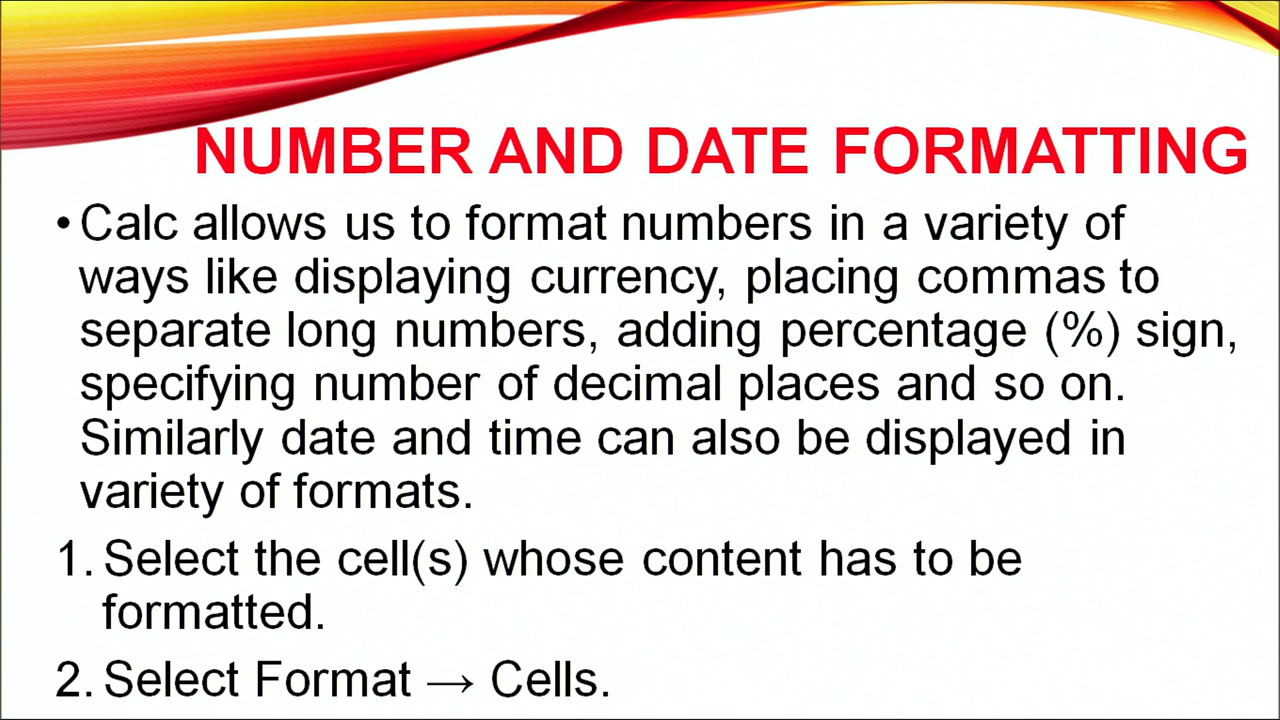 NUMBER AND DATE FORMATTING
• Calc allows us to format numbers in a variety of
ways like displaying currency, placing commas to
separate long numbers, adding percentage (%) sign,
specifying number of decimal places and so on.
Similarly date and time can also be displayed in
variety of formats.
1. Select the cell(s) whose content has to be
formatted.
2. Select Format → Cells.